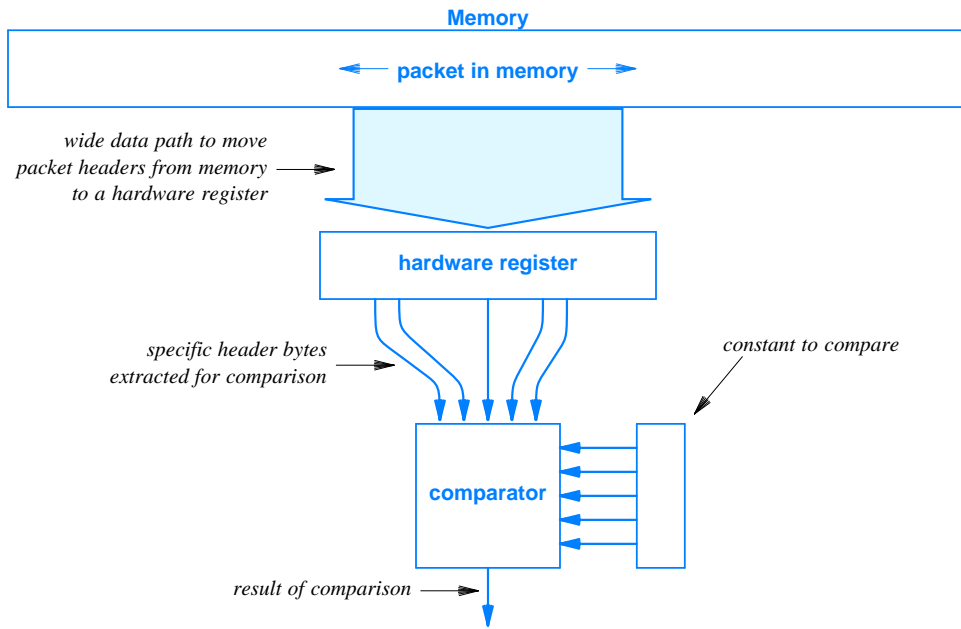 Memory
packet in memory
wide data path to move
packet headers from memory
to a hardware register
hardware register
specific header bytes
extracted for comparison
constant to compare
comparator
result of comparison